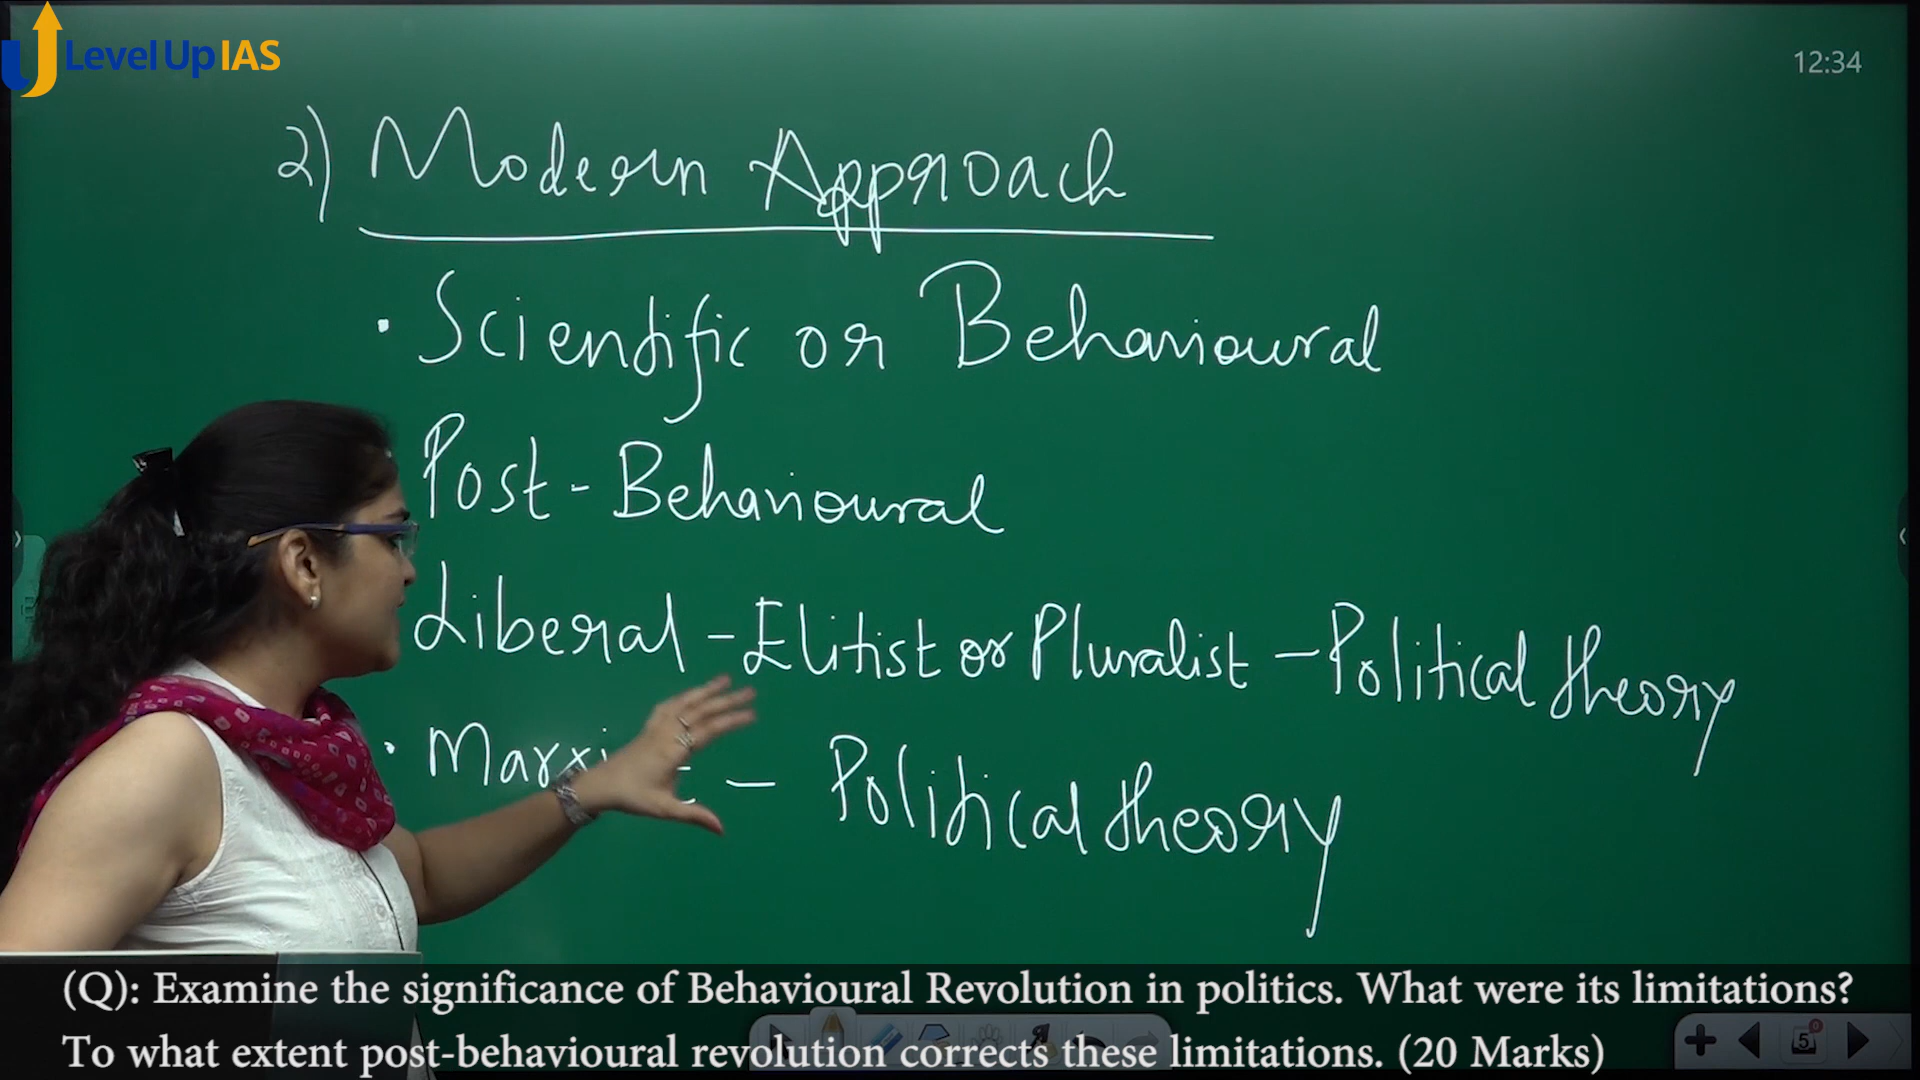 Level Up IAS
12:34
2) Modern Approach
• Scientific or Behavioural
Post - Behavioural
Liberal - Elitist or Pluralist - Political theory
• - Political theory
(Q): Examine the significance of Behavioural Revolution in politics. What were its limitations?
To what extent post-behavioural revolution corrects these limitations. (20 Marks)
5